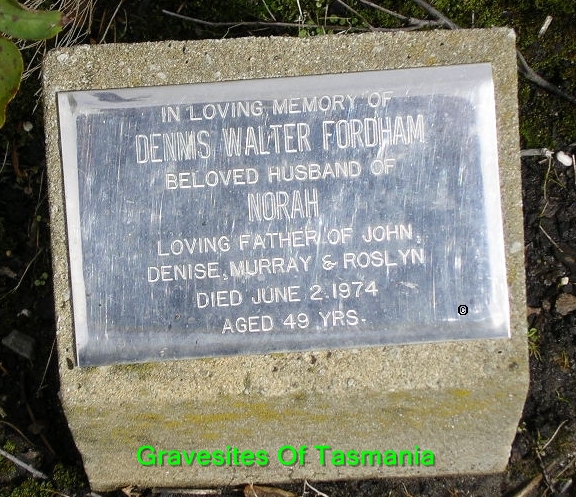 IN LOVING MEMORY OF
DENNIS WALTER FORDHAM
BELOVED HUSBAND OF
NORAH
LOVING FATHER OF JOHN,
DENISE, MURRAY & ROSLYN
DIED JUNE 2 1974
AGED 49 YRS.
©
Gravesites Of Tasmania